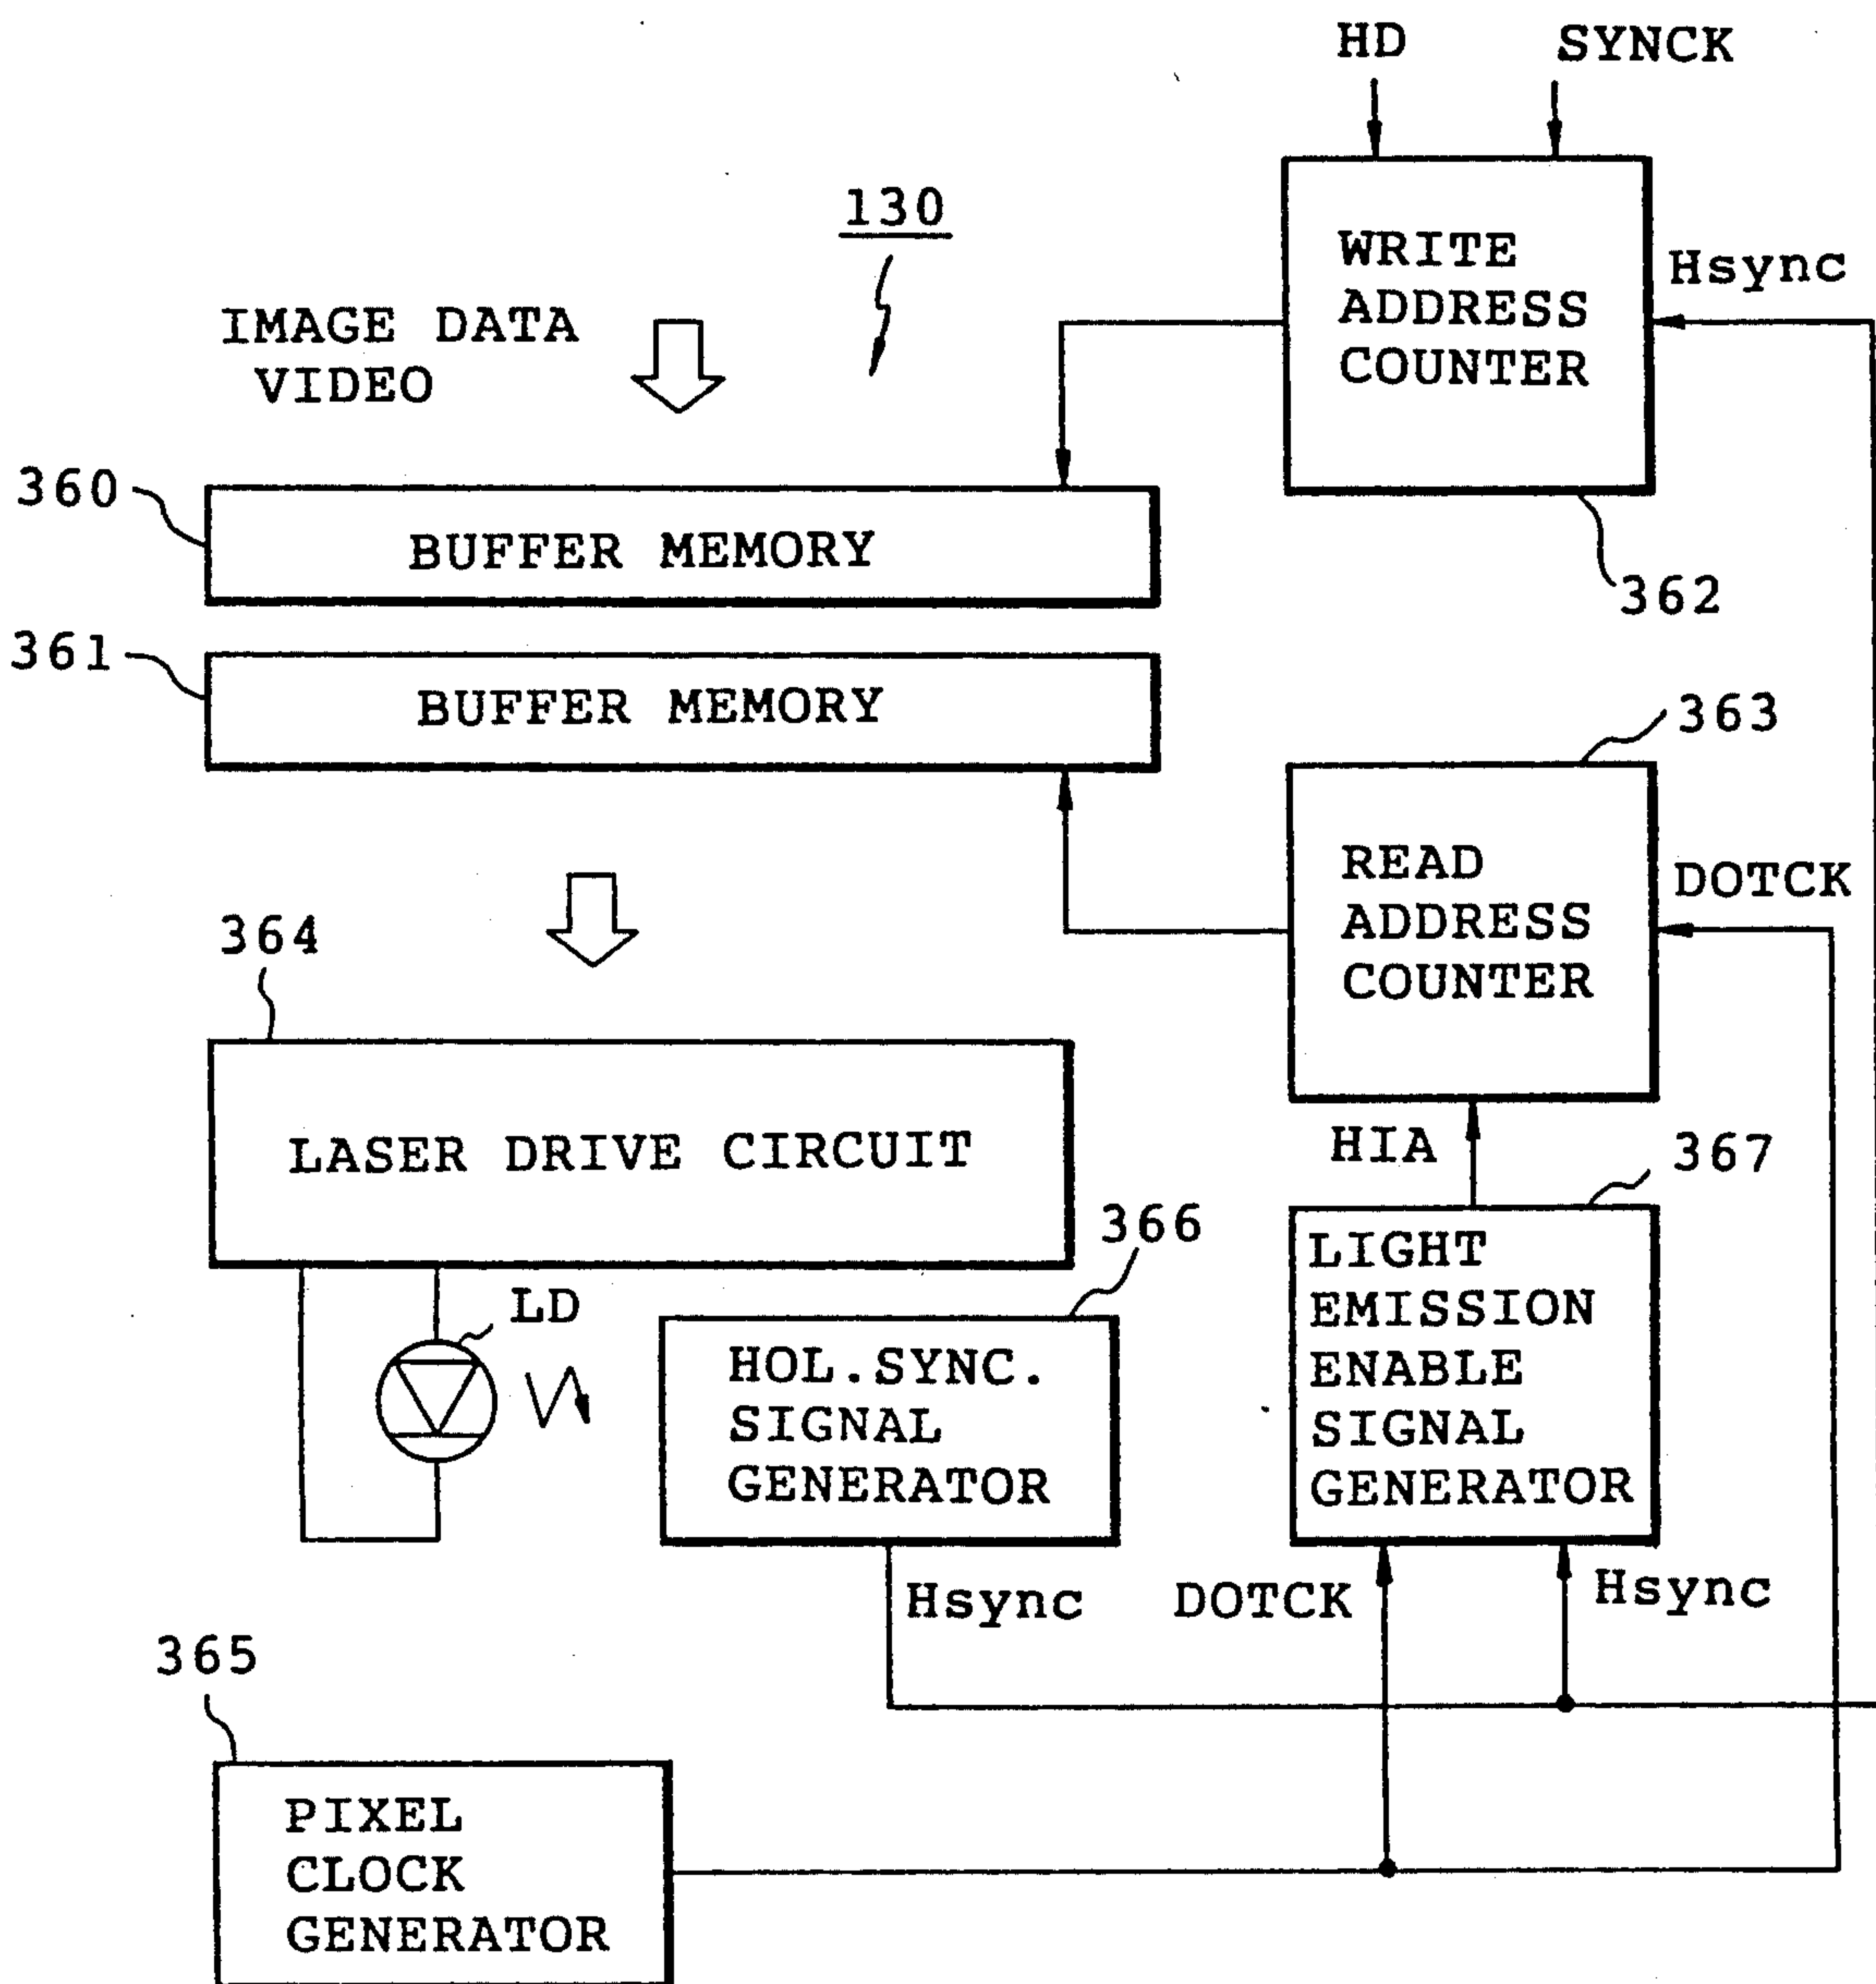 HD
SYNCK
130
WRITE
ADDRESS
COUNTER
Hsync
IMAGE DATA
VIDEO
360
BUFFER MEMORY
362
361
BUFFER MEMORY
363
READ
ADDRESS
COUNTER
DOTCK
364
LASER DRIVE CIRCUIT
HIA
367
366
LD
LIGHT
EMISSION
ENABLE
SIGNAL
GENERATOR
HOL.SYNC.
SIGNAL
GENERATOR
Hsync
DOTCK
Hsync
365
PIXEL
CLOCK
GENERATOR